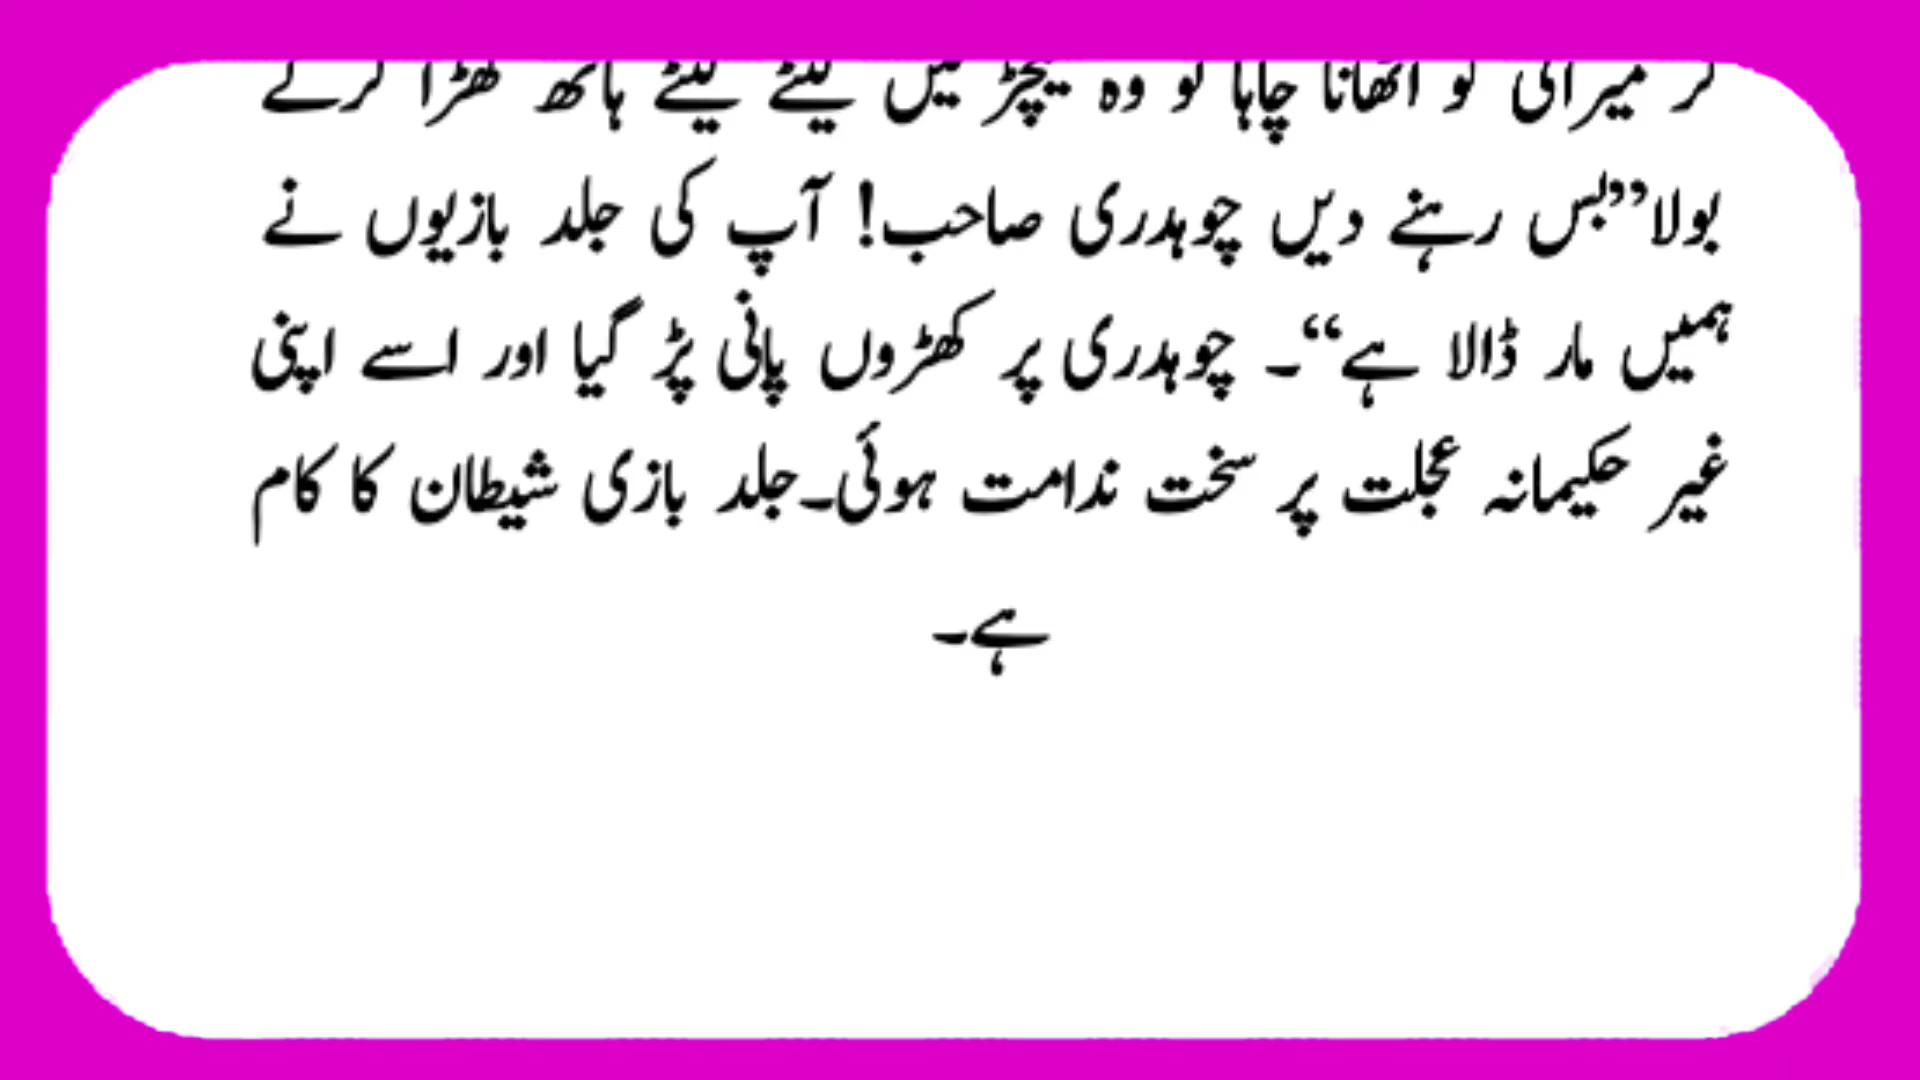 کر میراثی کو اٹھانا چاہا تو وہ کیچڑ میں لیٹے لیٹے ہاتھ کھڑا کرکے
بولا’’بس رہنے دیں چوہدری صاحب! آپ کی جلد بازیوں نے
ہمیں مار ڈالا ہے‘‘۔ چوہدری پر کھڑوں پانی پڑ گیا اور اسے اپنی
غیر حکیمانہ عجلت پر سخت ندامت ہوئی۔جلد بازی شیطان کا کام
ہے۔